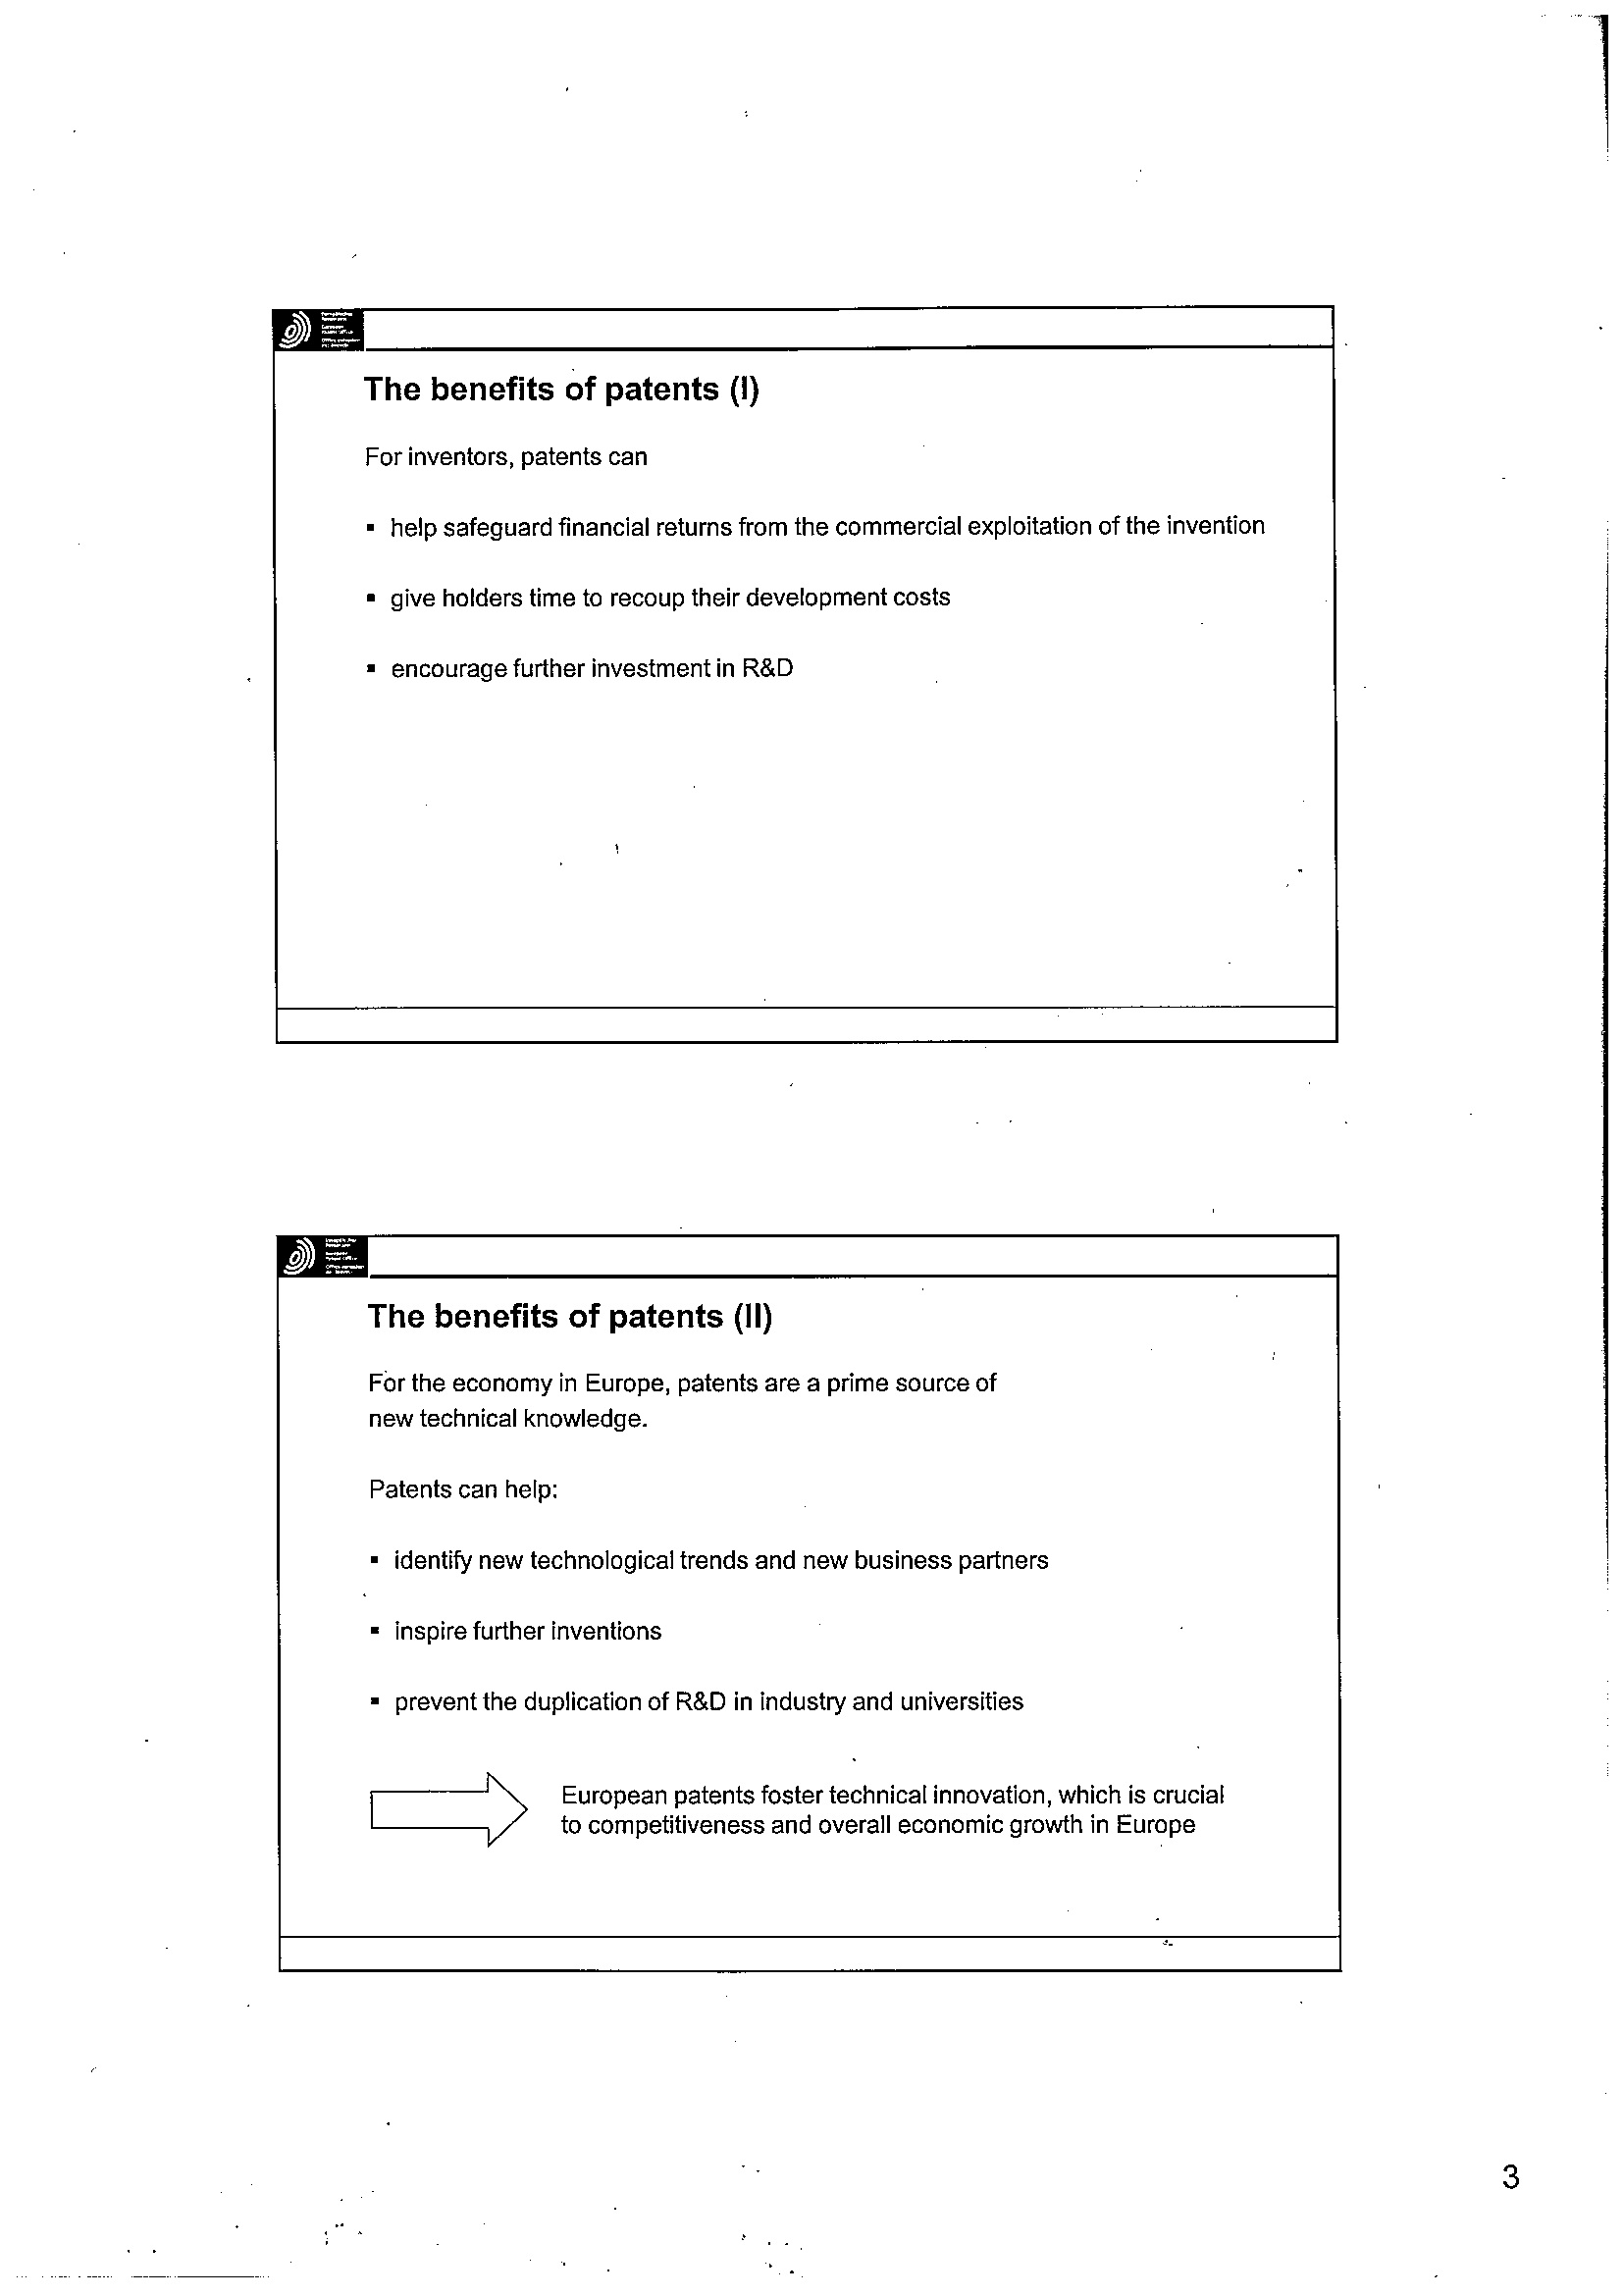 The benefits of patents (I)
For inventors, patents can
▪ help safeguard financial returns from the commercial exploitation of the invention
▪ give holders time to recoup their development costs
▪ encourage further investment in R&D
The benefits of patents (II)
For the economy in Europe, patents are a prime source of
new technical knowledge.
Patents can help:
▪ identify new technological trends and new business partners
▪ inspire further inventions
▪ prevent the duplication of R&D in industry and universities
European patents foster technical innovation, which is crucial
to competitiveness and overall economic growth in Europe
3